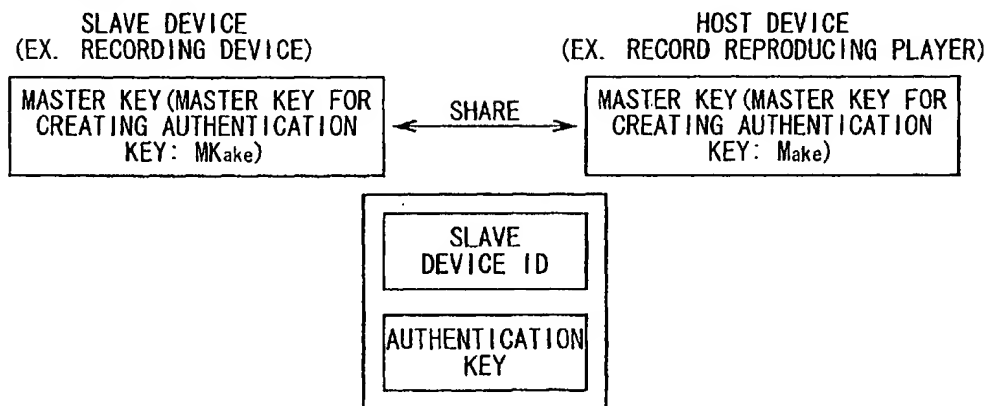 SLAVE DEVICE
(EX. RECORDING DEVICE)
HOST DEVICE
(EX. RECORD REPRODUCING PLAYER)
MASTER KEY(MASTER KEY FOR
CREATING AUTHENTICATION
KEY: MKake)
SHARE
MASTER KEY(MASTER KEY FOR
CREATING AUTHENTICATION
KEY: Make)
SLAVE
DEVICE ID
AUTHENTICATION
KEY